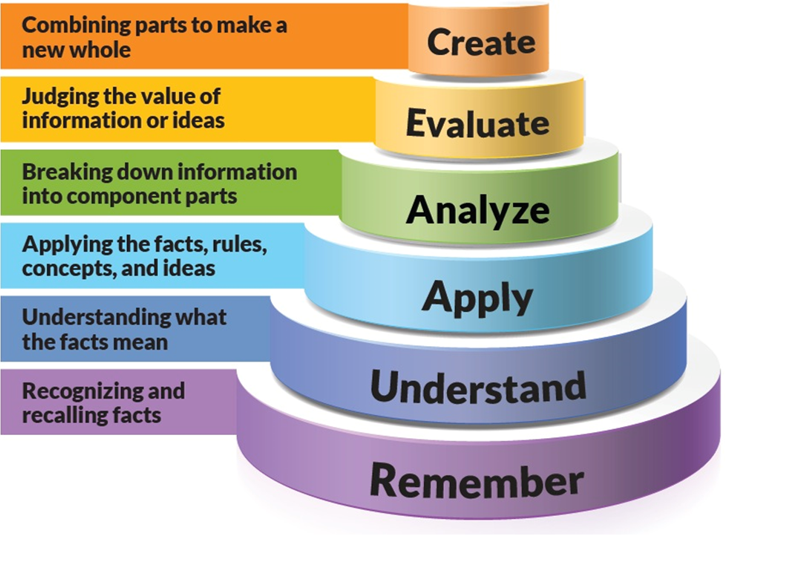 Combining parts to make a
new whole
Create
Judging the value of
information or ideas
Evaluate
Breaking down information
into component parts
Analyze
Applying the facts, rules,
concepts, and ideas
Apply
Understanding what
the facts mean
Understand
Recognizing and
recalling facts
Remember